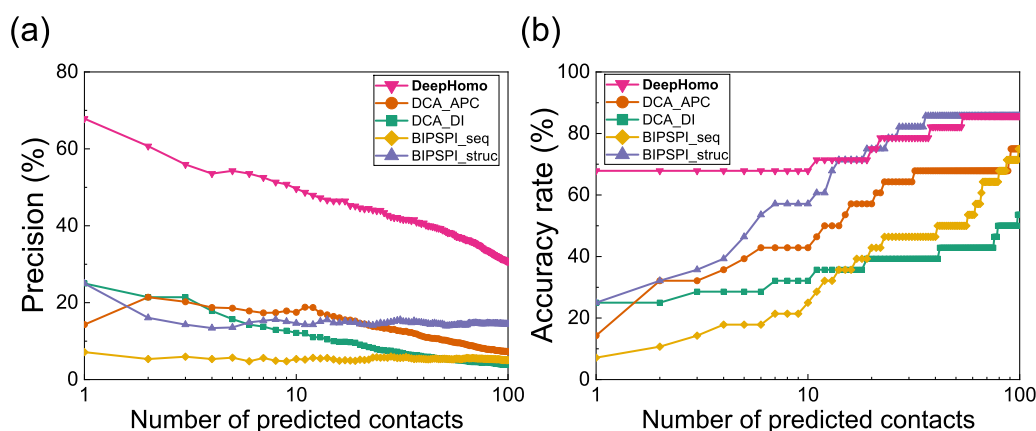 (a)
80
60
40
20
0
Precision (%)
DeepHomo
DCA_APC
DCA_DI
BIPSPI_seq
BIPSPI_struc
1
10
100
Number of predicted contacts
(b)
100
80
60
40
20
0
Accuracy rate (%)
DeepHomo
DCA_APC
DCA_DI
BIPSPI_seq
BIPSPI_struc
1
10
100
Number of predicted contacts